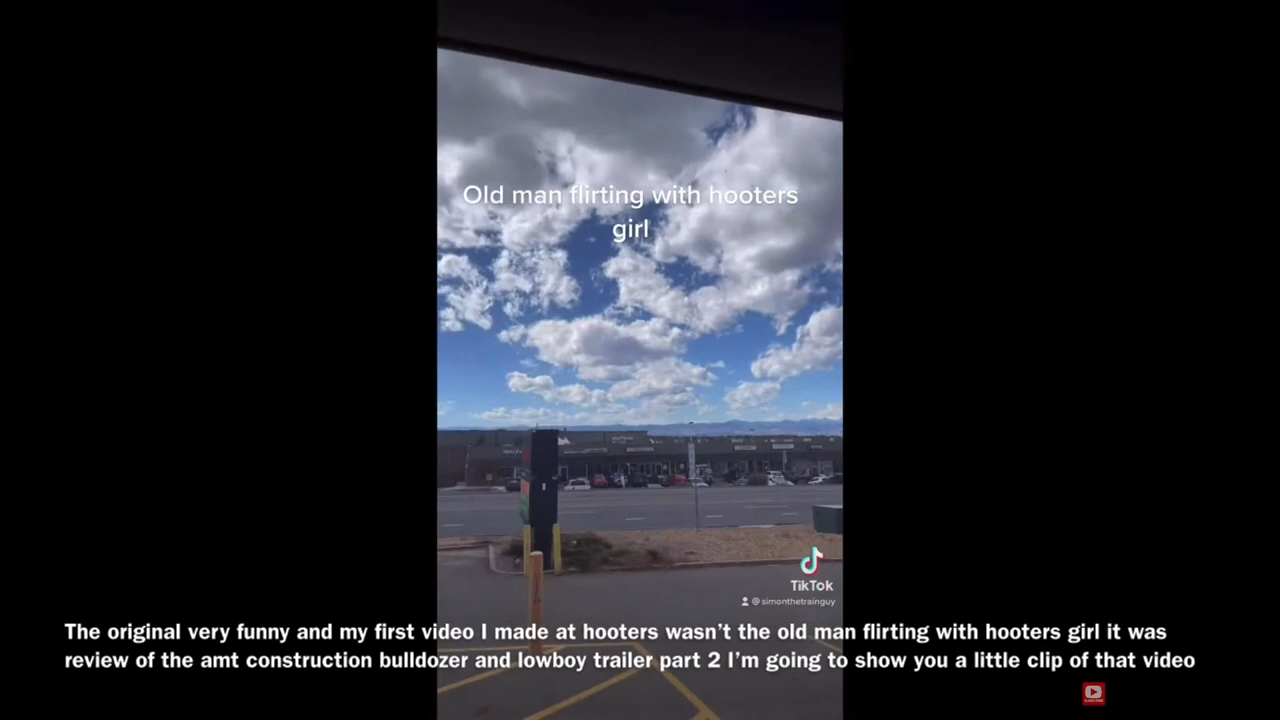 Old man flirting with hooters
girl
TikTok
@simonthetrainguy
The original very funny and my first video I made at hooters wasn't the old man flirting with hooters girl it was
review of the amt construction bulldozer and lowboy trailer part 2 I'm going to show you a little clip of that video
SUBSCRIBE